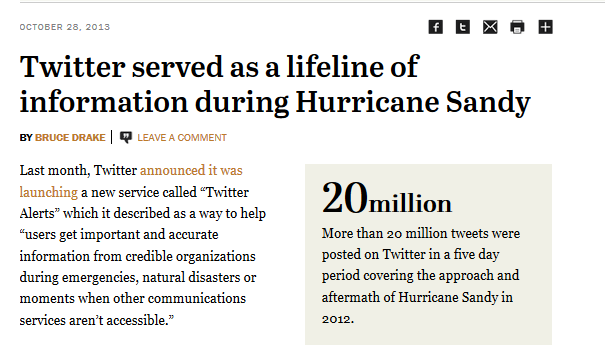 OCTOBER 28, 2013
Twitter served as a lifeline of
information during Hurricane Sandy
BY BRUCE DRAKE | LEAVE A COMMENT
Last month, Twitter announced it was
launching a new service called “Twitter
Alerts” which it described as a way to help
“users get important and accurate
information from credible organizations
during emergencies, natural disasters or
moments when other communications
services aren’t accessible.”
20 million
More than 20 million tweets were
posted on Twitter in a five day
period covering the approach and
aftermath of Hurricane Sandy in
2012.